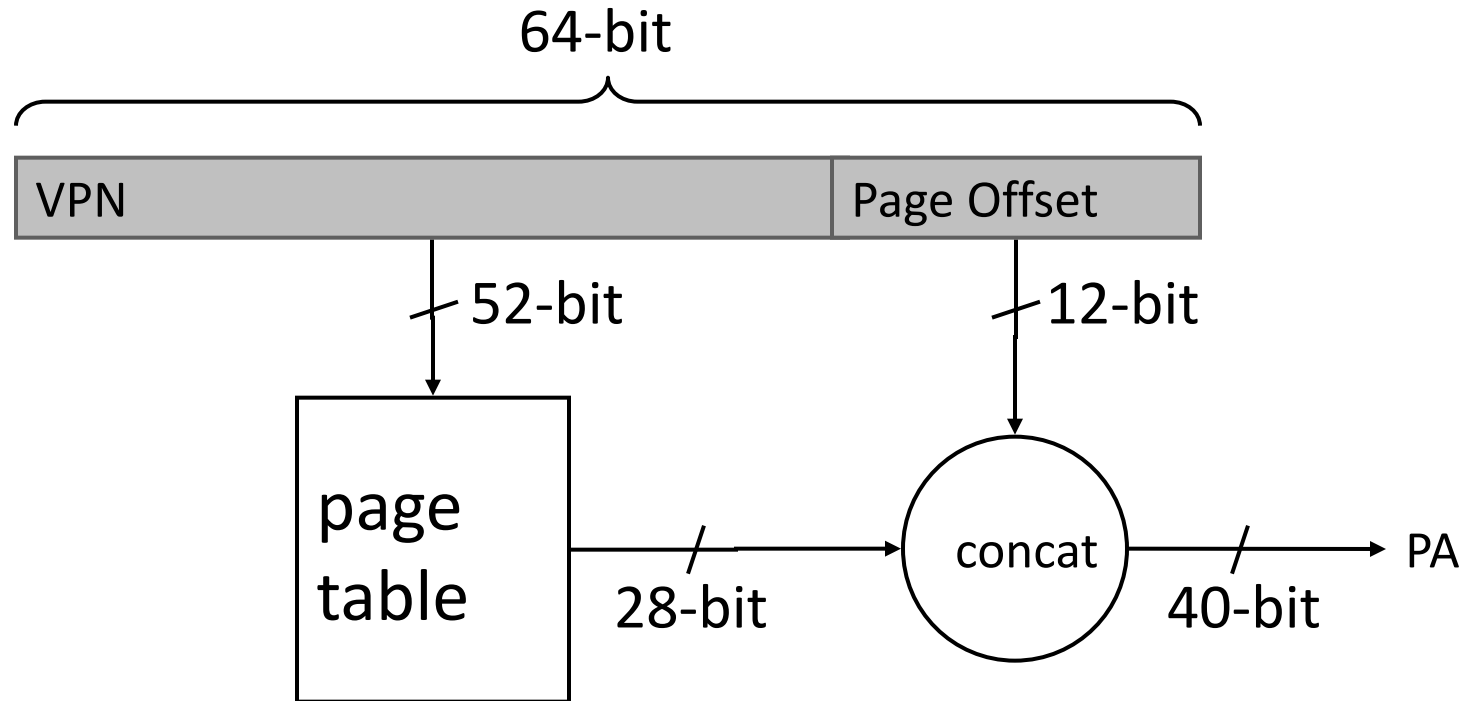 64-bit
VPN
Page Offset
52-bit
12-bit
page
table
28-bit
concat
40-bit
PA